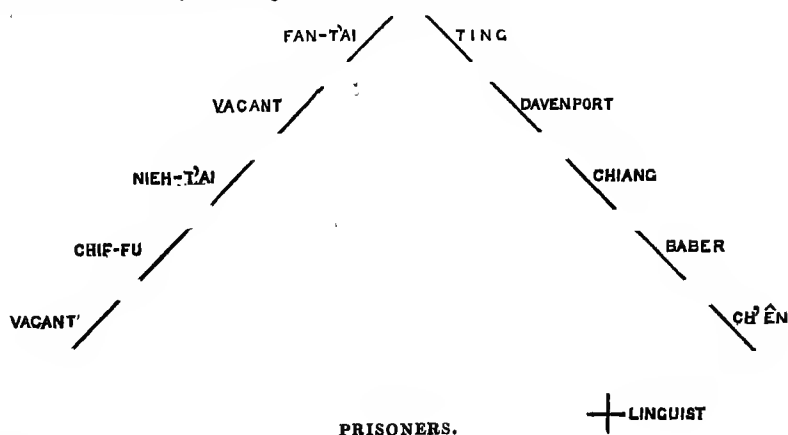 FAN-T'AI TING
VACANT DAVENPORT
NIEH-T'AI CHIANG
CHIF-FU BABER
VACANT' CH'ÊN
LINGUIST
PRISONERS.